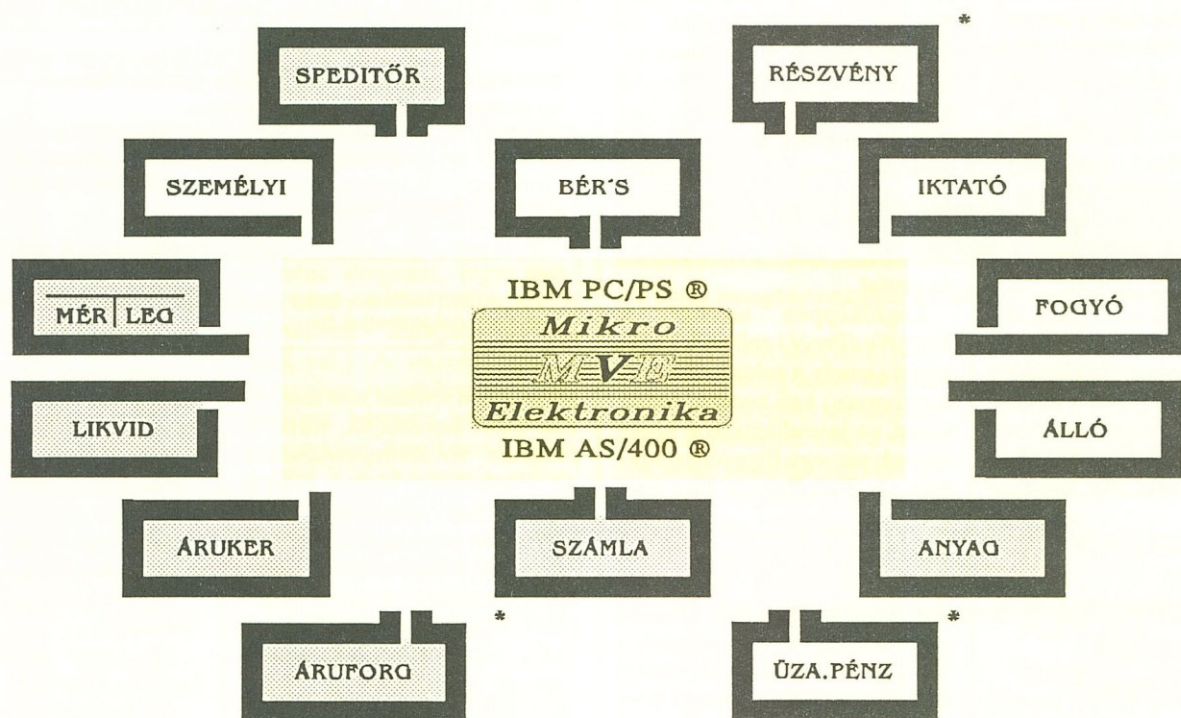 *
SPEDITŐR
RÉSZVÉNY
SZEMÉLYI
BÉR'S
IKTATÓ
IBM PC/PS ®
MÉR LEG
Mikro
FOGYÓ
MVE
LIKVID
Elektronika
ÁLLÓ
IBM AS/400 ®
ÁRUKER
SZÁMLA
ANYAG
*
*
ÁRUFORG
ÜZA.PÉNZ